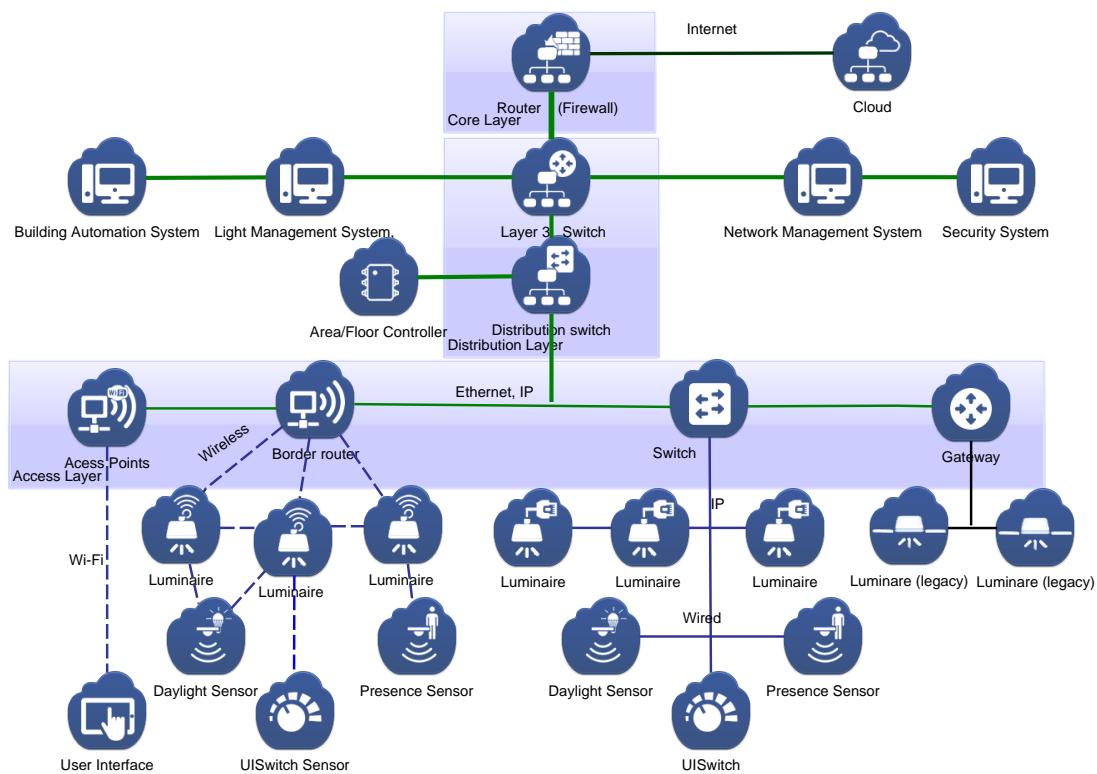 Internet
Router (Firewall)
Core Layer
Cloud
Building Automation System
Light Management System,
Layer 3 Switch
Network Management System
Security System
Area/Floor Controller
Distribution switch
Distribution Layer
Ethernet, IP
Wi-Fi
Acess Points
Access Layer
Wireless
Border router
Switch
Gateway
IP
Wi-Fi
Luminaire
Luminaire
Luminaire
Luminaire
Luminaire
Luminaire
Luminare (legacy)
Luminare (legacy)
Wired
Daylight Sensor
Presence Sensor
Daylight Sensor
Presence Sensor
User Interface
UISwitch Sensor
UISwitch